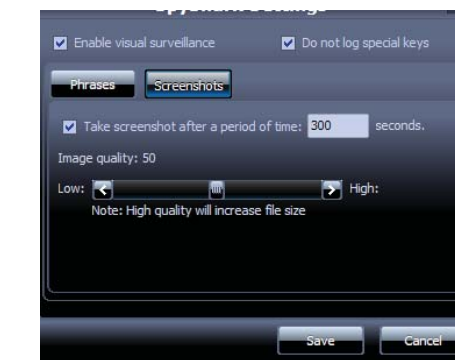 Enable visual surveillance Do not log special keys
Phrases Screenshots
Take screenshot after a period of time: 300 seconds.
Image quality: 50
Low: High:
Note: High quality will increase file size
Save Cancel